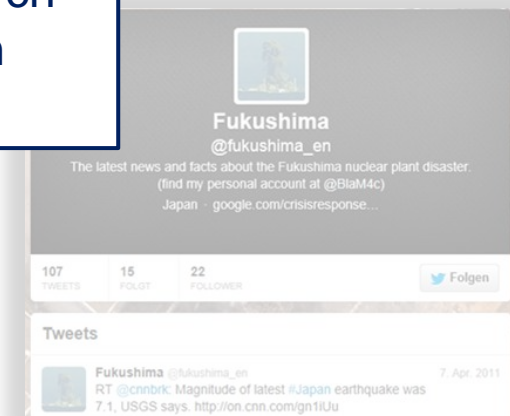 Fukushima
@fukushima_en
The latest news and facts about the Fukushima nuclear plant disaster.
(find my personal account at @BlaM4c)
Japan · google.com/crisisresponse...
107 15 22 Folgen
TWEETS FOLGT FOLLOWER
Tweets
Fukushima @fukushima_en 7. Apr. 2011
RT @cnnbrk: Magnitude of latest #Japan earthquake was
7.1, USGS says. http://on.cnn.com/gn1iUu